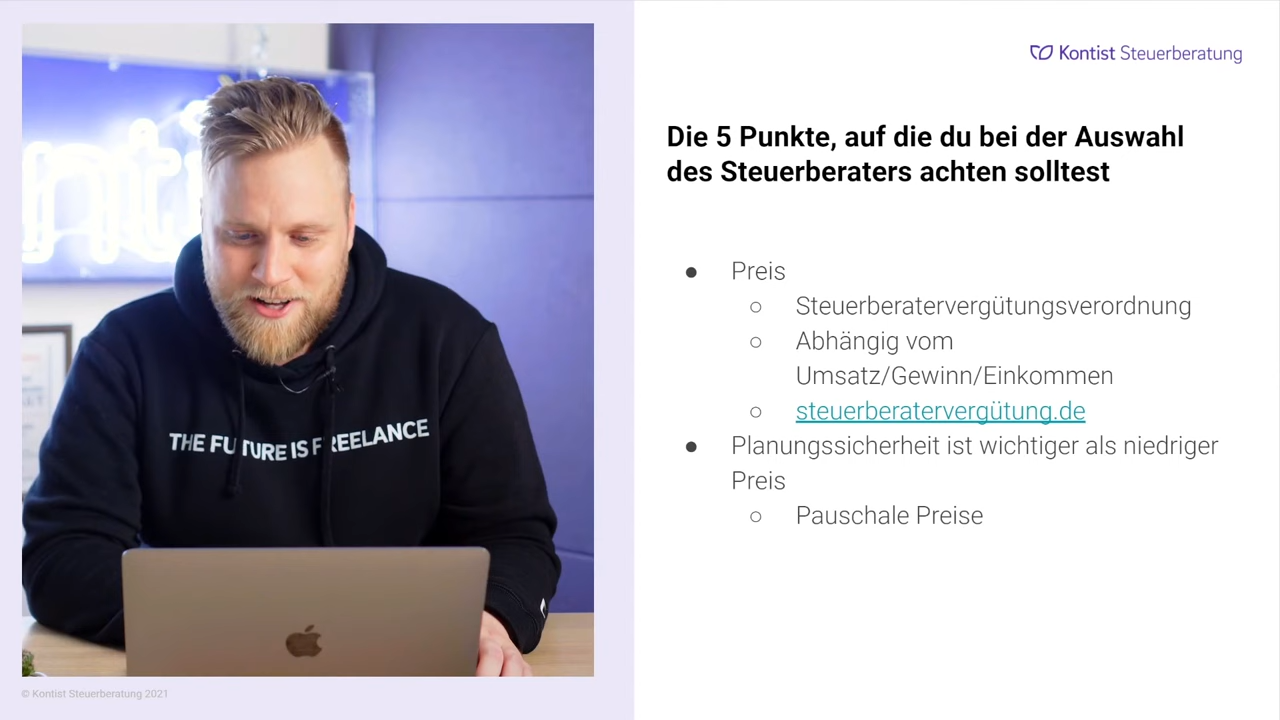 Kontist Steuerberatung
Die 5 Punkte, auf die du bei der Auswahl
des Steuerberaters achten solltest
● Preis
○ Steuerberatervergütungsverordnung
○ Abhängig vom
Umsatz/Gewinn/Einkommen
○ steuerberatervergütung.de
● Planungssicherheit ist wichtiger als niedriger
Preis
○ Pauschale Preise
THE FUTURE IS FREELANCE
© Kontist Steuerberatung 2021